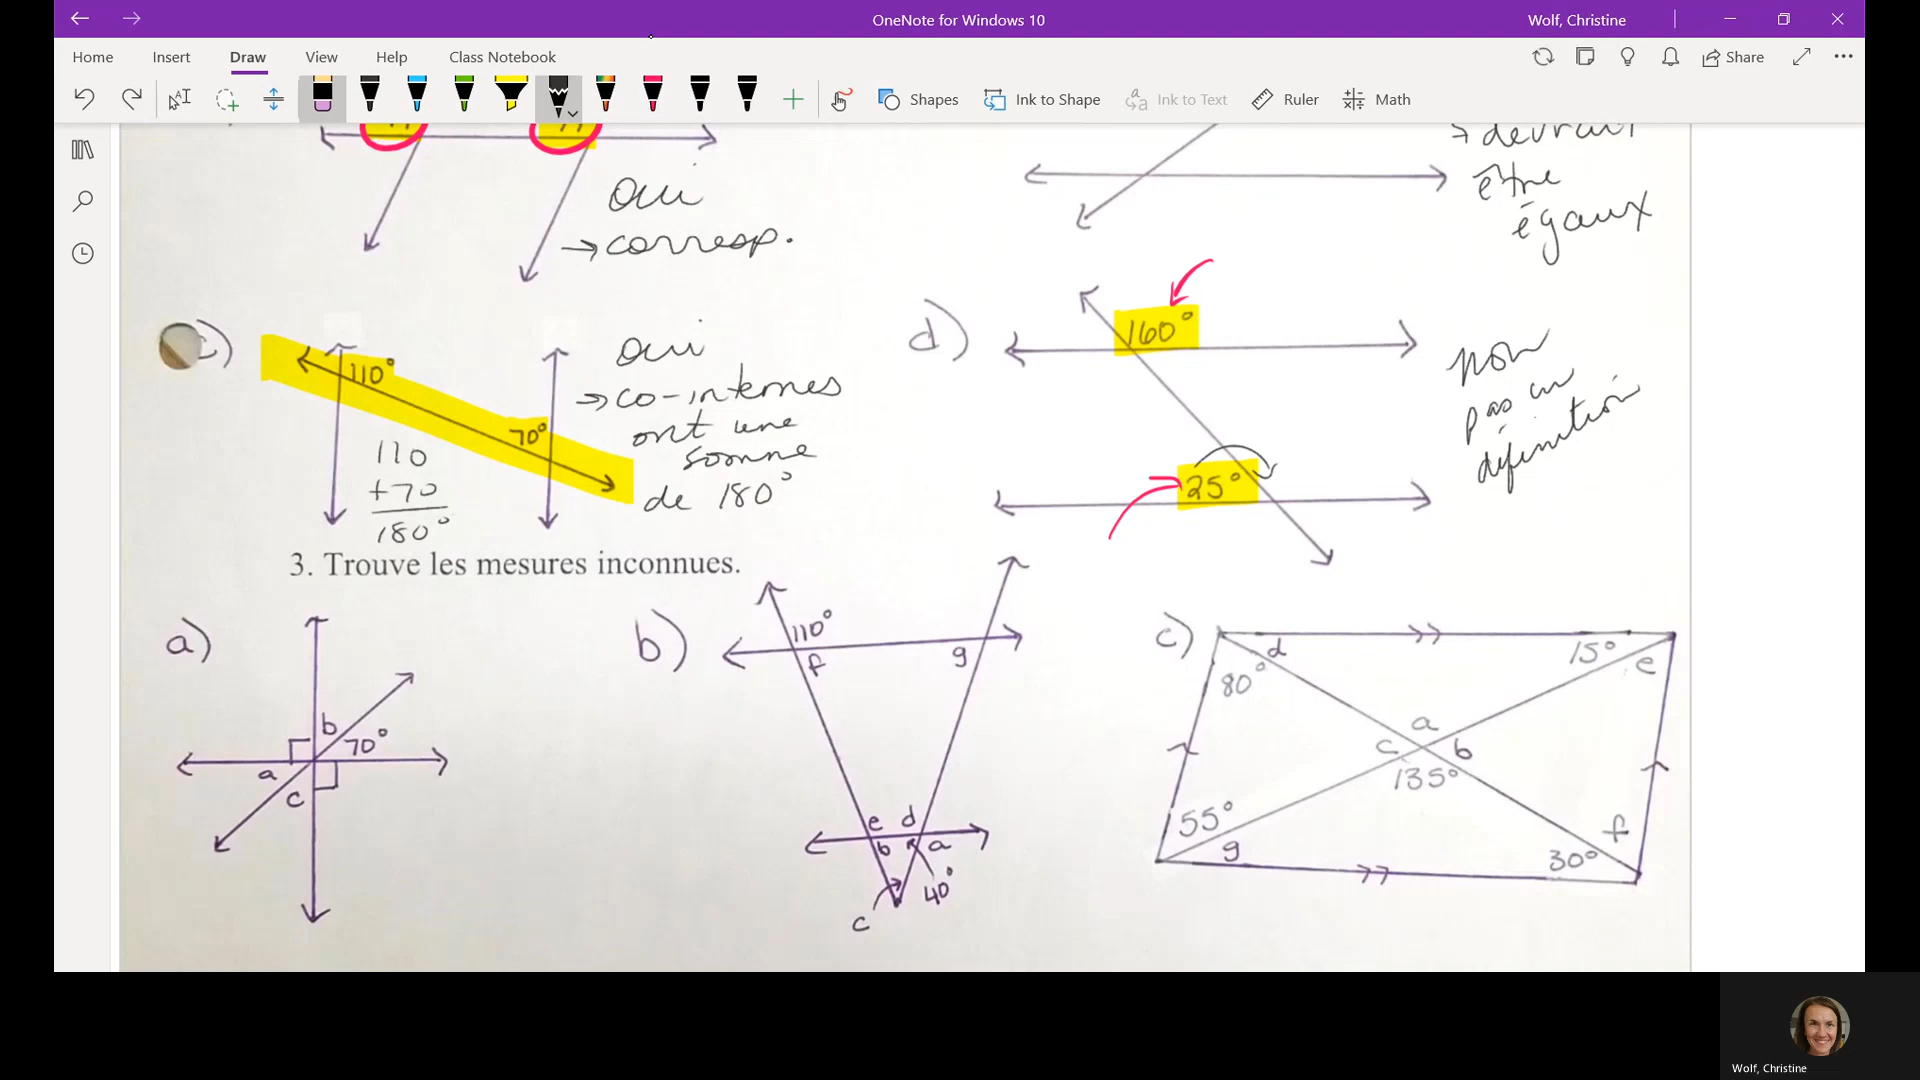 OneNote for Windows 10
Wolf, Christine
Home Insert Draw View Help Class Notebook
Share
Shapes Ink to Shape Ink to Text Ruler Math
oui
→ corresp.
→ devrait
être
égaux
c)
110°
70°
110
+70
180°
oui
→ co-internes
ont une
somme
de 180°
d)
160°
25°
non
pas un
définition
3. Trouve les mesures inconnues.
a)
b
70°
a
c
b)
110°
f
g
e d
b a
40°
c
c)
d
15°
e
80°
a
c b
135°
55°
f
g
30°
Wolf, Christine